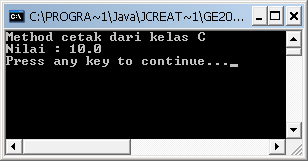 C:\PROGRA~1\Java\JCREAT~1\GE20...
Method cetak dari kelas C
Nilai : 10.0
Press any key to continue..._